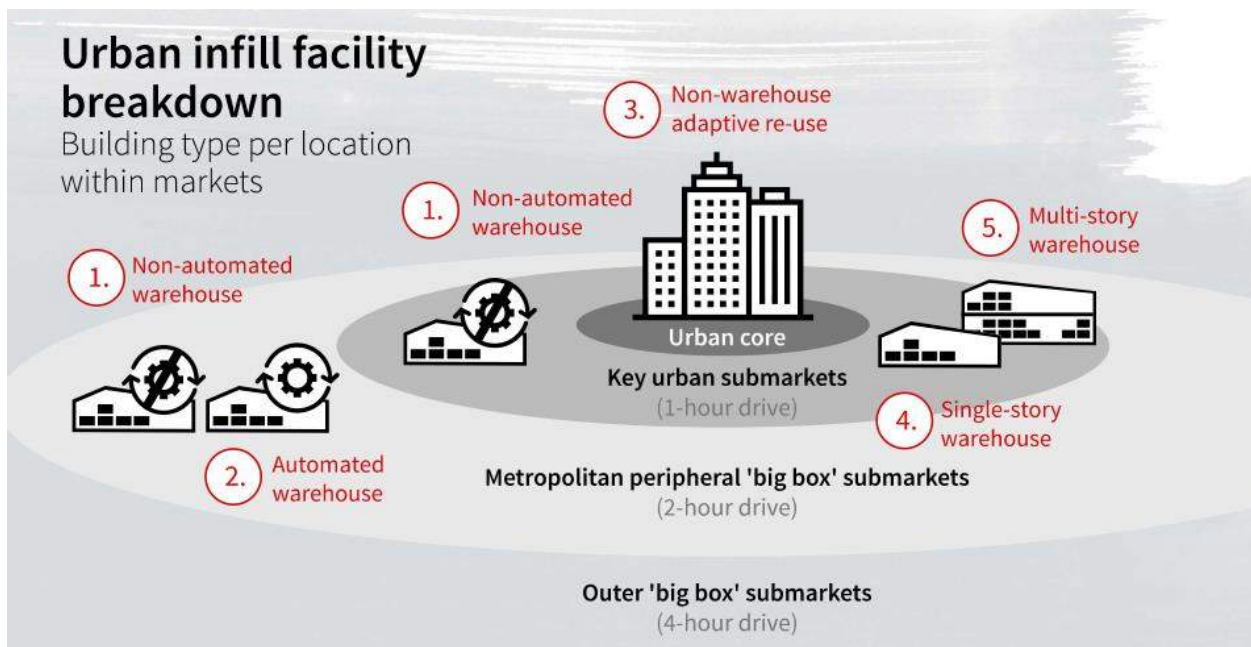 Urban infill facility
breakdown
Building type per location
within markets
3.
Non-warehouse
adaptive re-use
1.
Non-automated
warehouse
5.
Multi-story
warehouse
1.
Non-automated
warehouse
Urban core
Key urban submarkets
(1-hour drive)
4.
Single-story
warehouse
2.
Automated
warehouse
Metropolitan peripheral 'big box' submarkets
(2-hour drive)
Outer 'big box' submarkets
(4-hour drive)